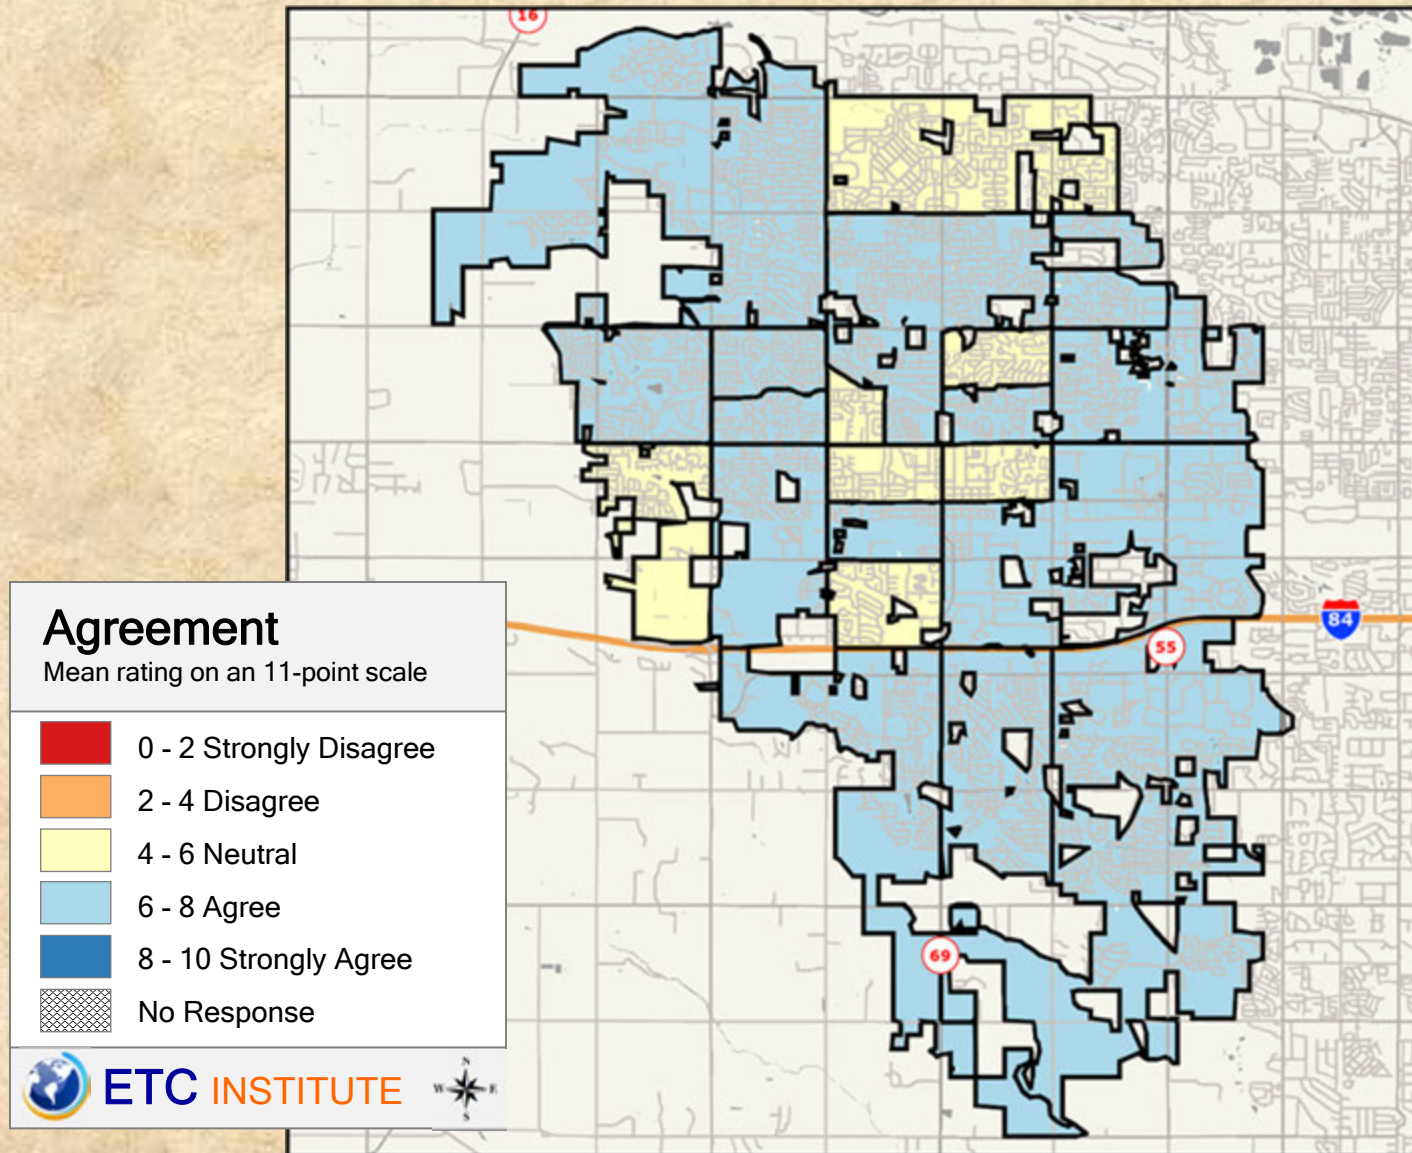 16
84
55
69
Agreement
Mean rating on an 11-point scale
0 - 2 Strongly Disagree
2 - 4 Disagree
4 - 6 Neutral
6 - 8 Agree
8 - 10 Strongly Agree
No Response
ETC INSTITUTE
N
W E
S